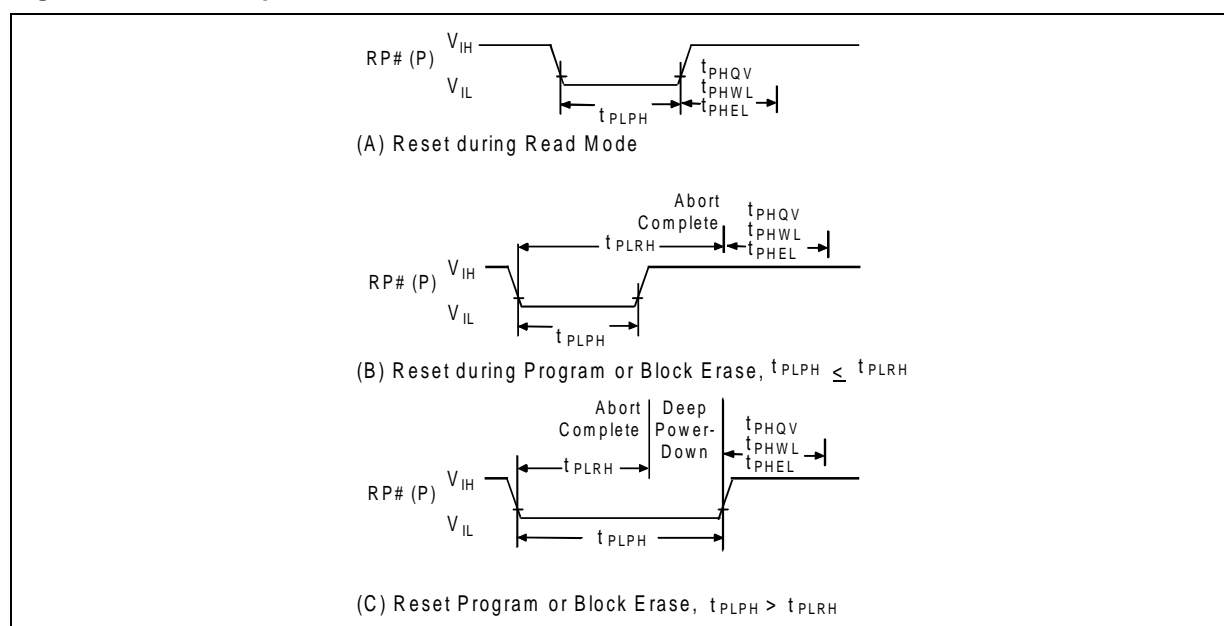 RP# (P)
V IH
V IL
t PLPH
t PHQV
t PHWL
t PHEL
(A) Reset during Read Mode
Abort
Complete
t PHQV
t PHWL
t PHEL
t PLRH
RP# (P)
V IH
V IL
t PLPH
(B) Reset during Program or Block Erase, t PLPH ≤ t PLRH
Abort
Complete
Deep
Power-
Down
t PHQV
t PHWL
t PHEL
t PLRH
RP# (P)
V IH
V IL
t PLPH
(C) Reset Program or Block Erase, t PLPH > t PLRH